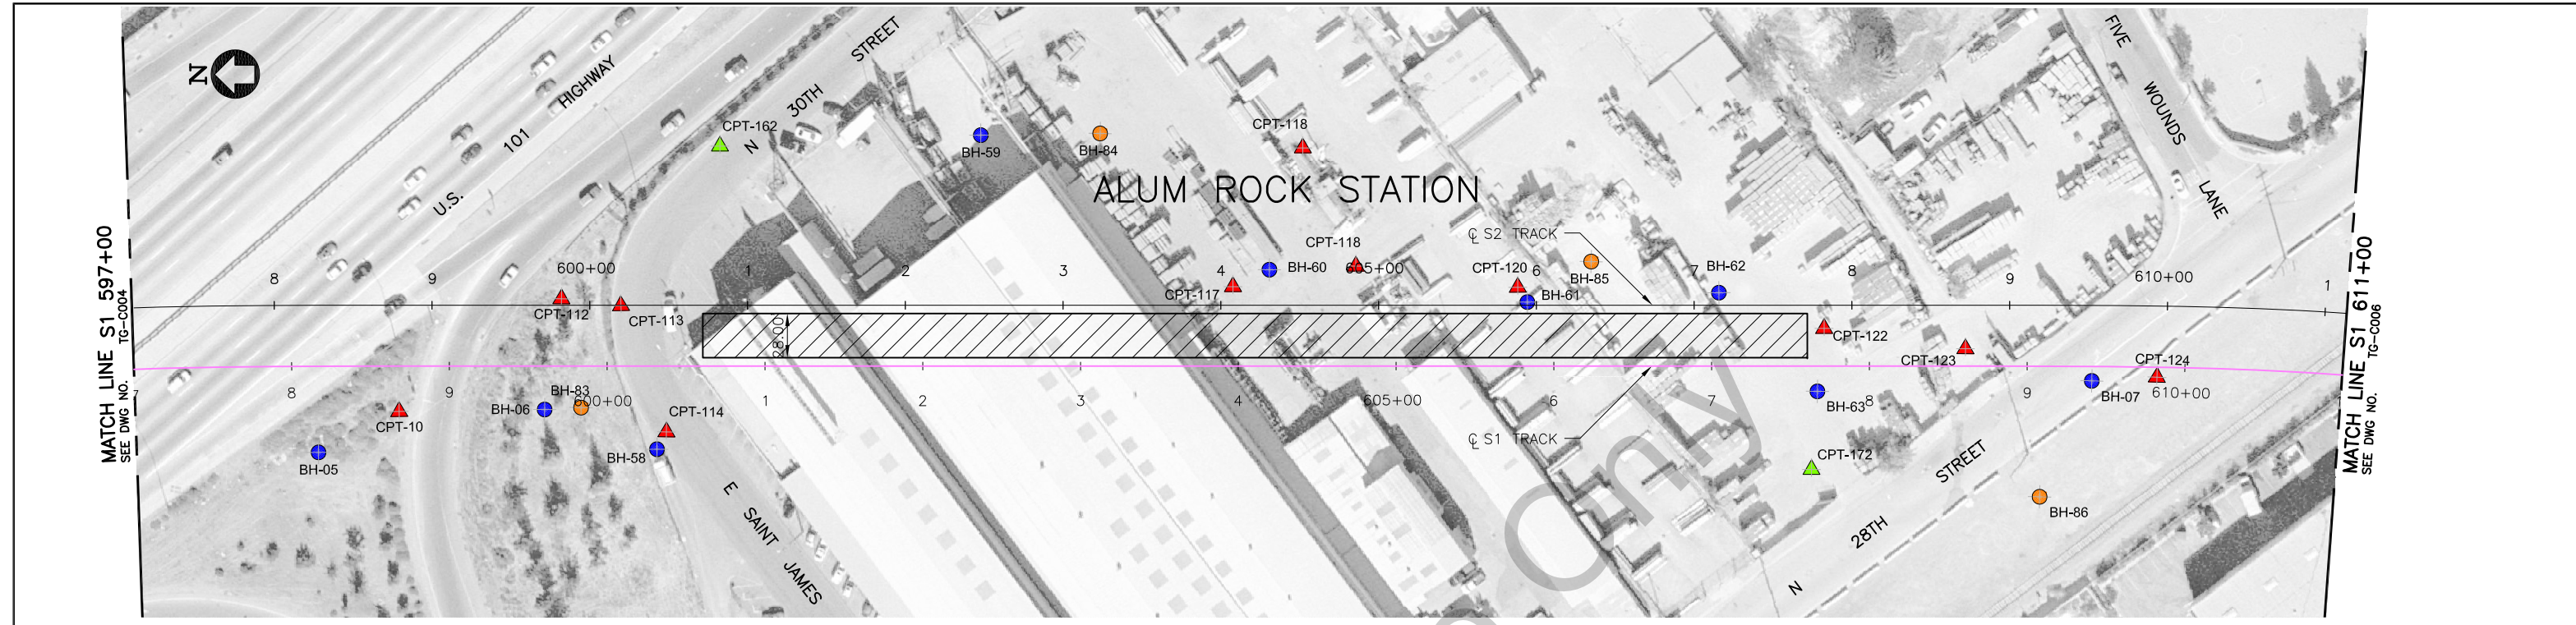 N
U.S. 101 HIGHWAY
N 30TH STREET
FIVE WOUNDS LANE
CPT-162
BH-59
BH-84
CPT-118
ALUM ROCK STATION
MATCH LINE S1 597+00
SEE DWG NO. TG-C004
MATCH LINE S1 611+00
SEE DWG NO. TG-C006
℄ S2 TRACK
CPT-118
CPT-120
BH-85
BH-62
BH-60
CPT-117
BH-61
8 9 600+00 1 2 3 4 605+00 6 7 8 9 610+00 1
CPT-112
CPT-113
28.00
CPT-122
CPT-123
CPT-124
7 8 9 600+00 1 2 3 4 605+00 6 7 8 9 610+00
BH-83
BH-06
CPT-10
CPT-114
BH-63
BH-07
BH-05
BH-58
℄ S1 TRACK
CPT-172
BH-86
E SAINT JAMES
N 28TH STREET
Only